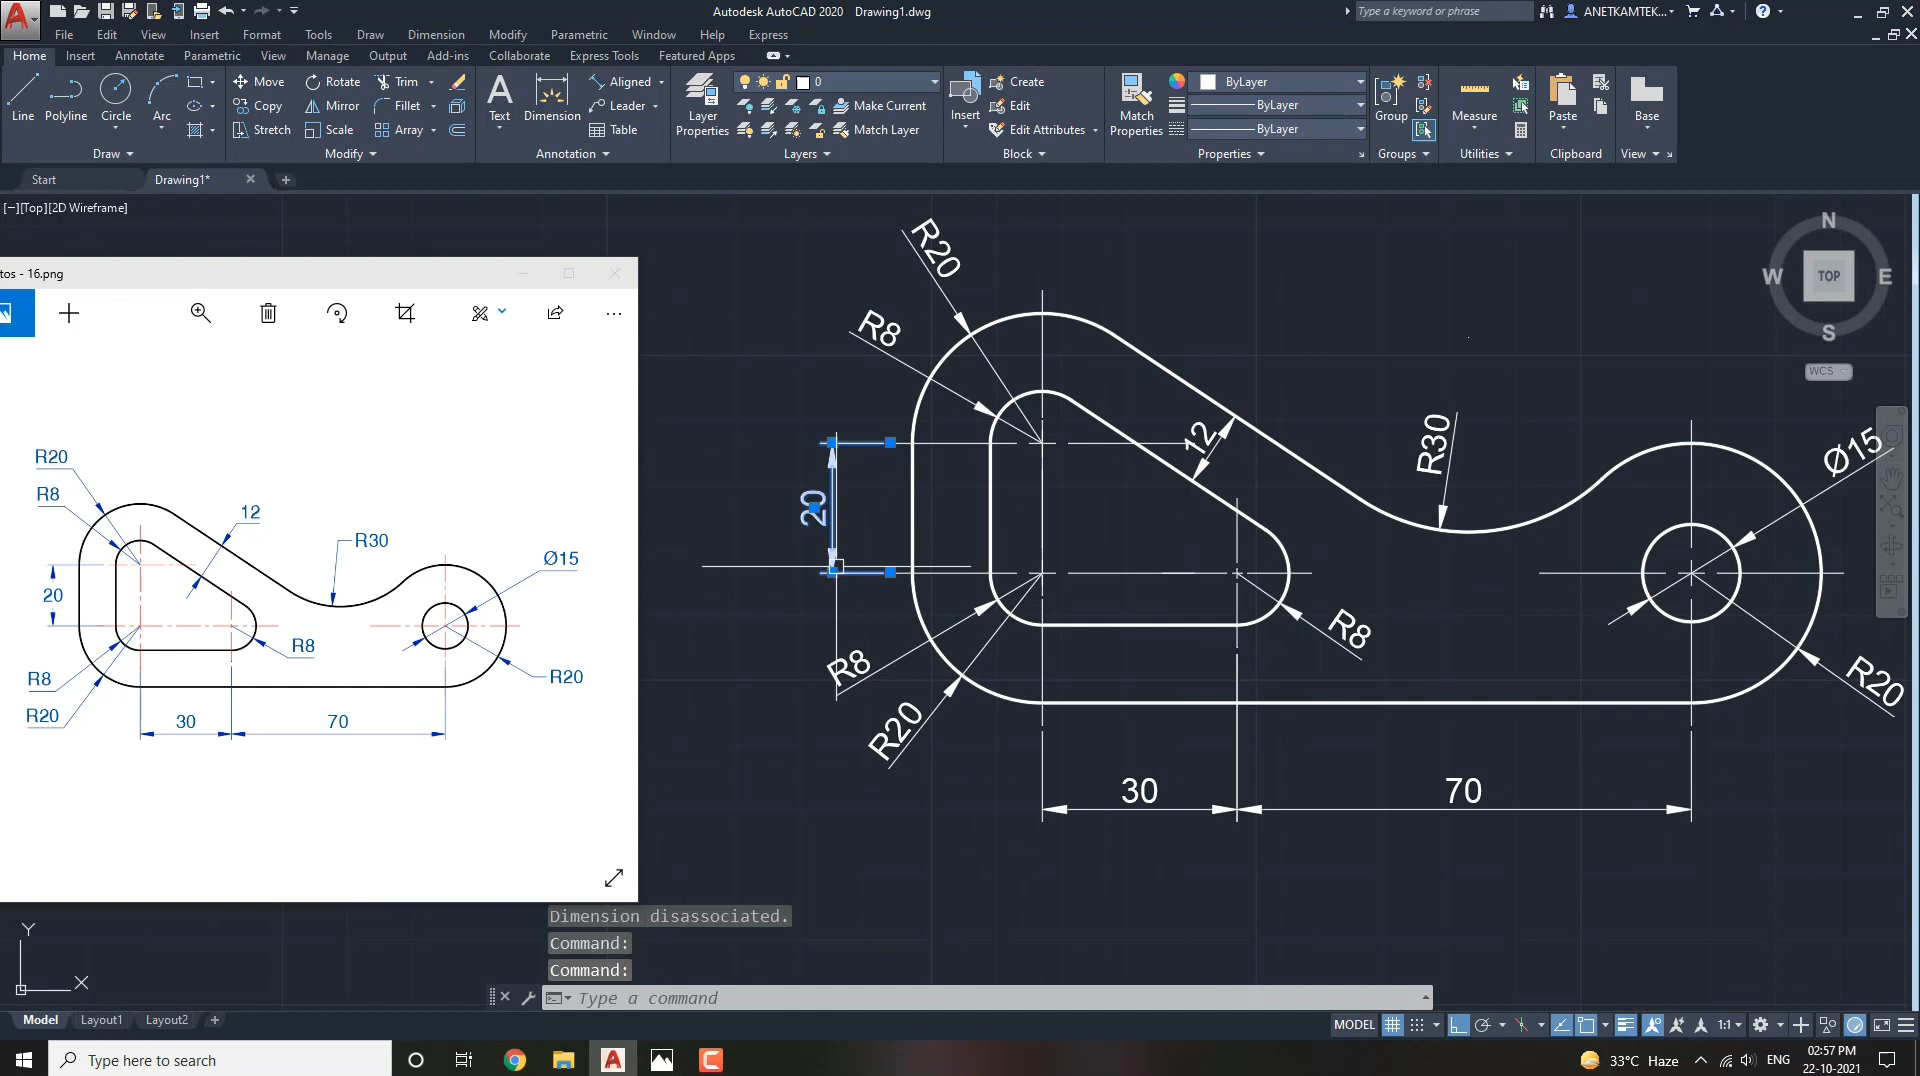 Autodesk AutoCAD 2020 Drawing1.dwg
Type a keyword or phrase
ANETKAMTEK...
File Edit View Insert Format Tools Draw Dimension Modify Parametric Window Help Express
Home Insert Annotate Parametric View Manage Output Add-ins Collaborate Express Tools Featured Apps
Line Polyline Circle Arc
Move Rotate Trim
Copy Mirror Fillet
Stretch Scale Array
Text Dimension
Aligned
Leader
Table
Layer Properties
0
Make Current
Match Layer
Insert
Create
Edit
Edit Attributes
Match Properties
ByLayer
ByLayer
ByLayer
Group
Measure
Paste
Base
Draw Modify Annotation Layers Block Properties Groups Utilities Clipboard View
Start Drawing1*
[−][Top][2D Wireframe]
N
W TOP E
S
WCS
tos - 16.png
R20
R8
12
R30
Ø15
20
R8
R8
R20
R20
30
70
R20
R8
12
R30
Ø15
20
R8
R8
R20
R20
30
70
Y
X
Dimension disassociated.
Command:
Command:
Type a command
Model Layout1 Layout2
MODEL 1:1
Type here to search
33°C Haze
ENG
02:57 PM
22-10-2021